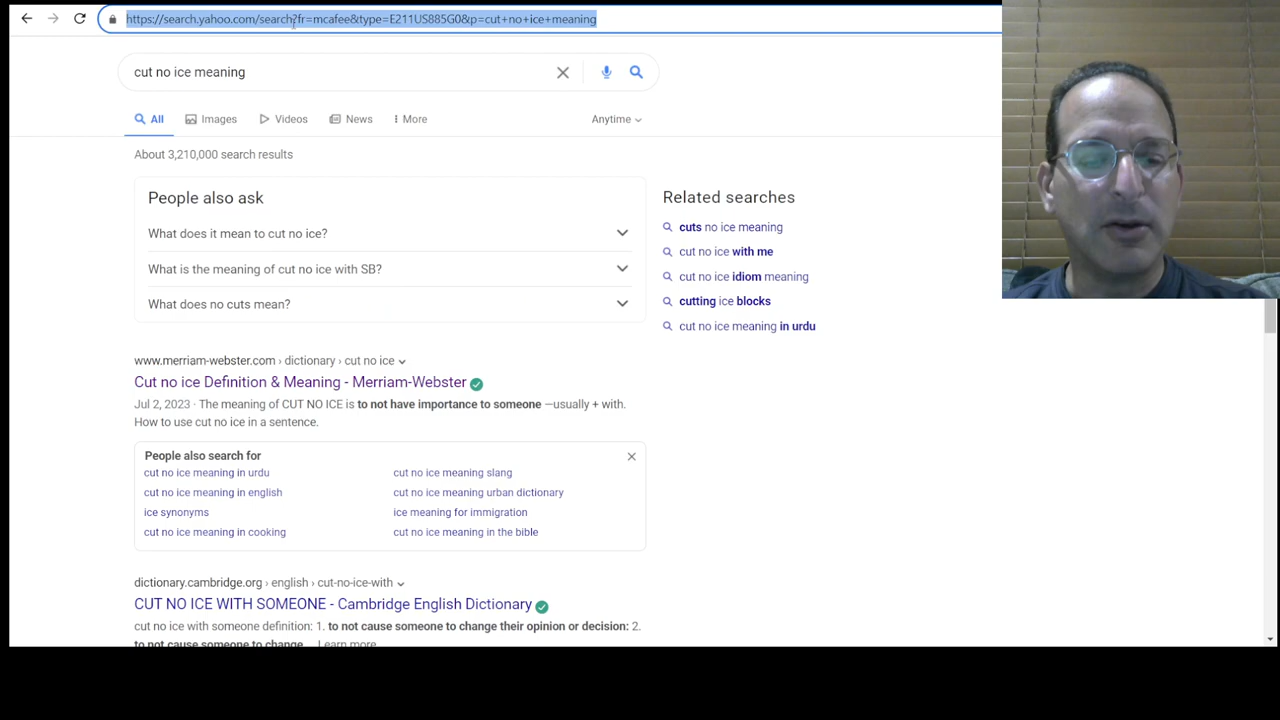 https://search.yahoo.com/search?fr=mcafee&type=E211US885G0&p=cut+no+ice+meaning
cut no ice meaning
All Images Videos News More Anytime
About 3,210,000 search results
People also ask
What does it mean to cut no ice?
What is the meaning of cut no ice with SB?
What does no cuts mean?
Related searches
cuts no ice meaning
cut no ice with me
cut no ice idiom meaning
cutting ice blocks
cut no ice meaning in urdu
www.merriam-webster.com › dictionary › cut no ice
Cut no ice Definition & Meaning - Merriam-Webster
Jul 2, 2023 · The meaning of CUT NO ICE is to not have importance to someone —usually + with.
How to use cut no ice in a sentence.
People also search for
cut no ice meaning in urdu
cut no ice meaning slang
cut no ice meaning in english
cut no ice meaning urban dictionary
ice synonyms
ice meaning for immigration
cut no ice meaning in cooking
cut no ice meaning in the bible
dictionary.cambridge.org › english › cut-no-ice-with
CUT NO ICE WITH SOMEONE - Cambridge English Dictionary
cut no ice with someone definition: 1. to not cause someone to change their opinion or decision: 2.
to not cause someone to change… Learn more